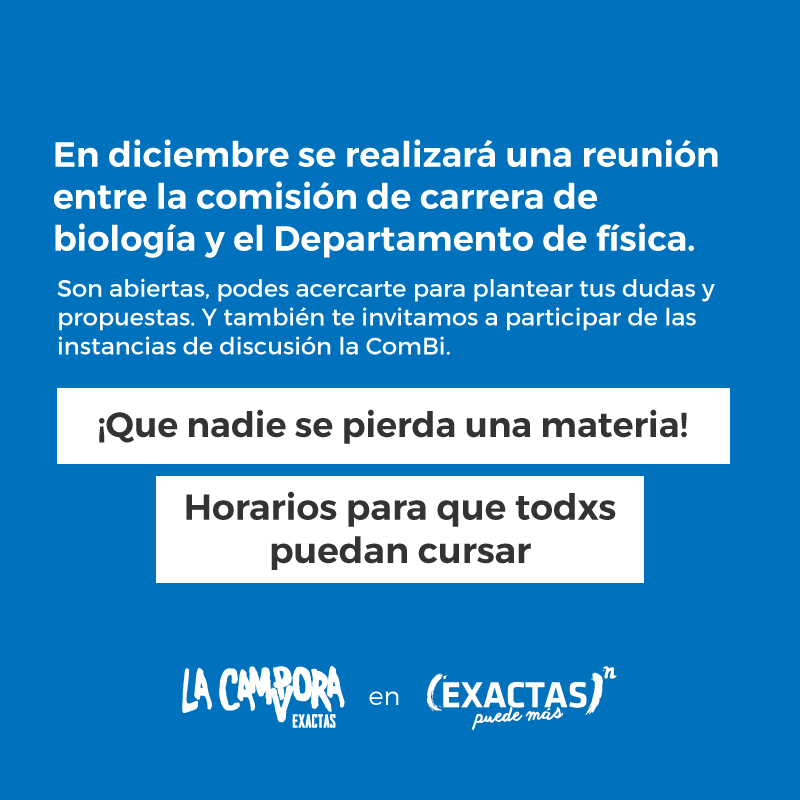 En diciembre se realizará una reunión
entre la comisión de carrera de
biología y el Departamento de física.
Son abiertas, podes acercarte para plantear tus dudas y
propuestas. Y también te invitamos a participar de las
instancias de discusión la ComBi.
¡Que nadie se pierda una materia!
Horarios para que todxs
puedan cursar
LA CAMPORA
EXACTAS
en
(EXACTAS)ⁿ
puede más